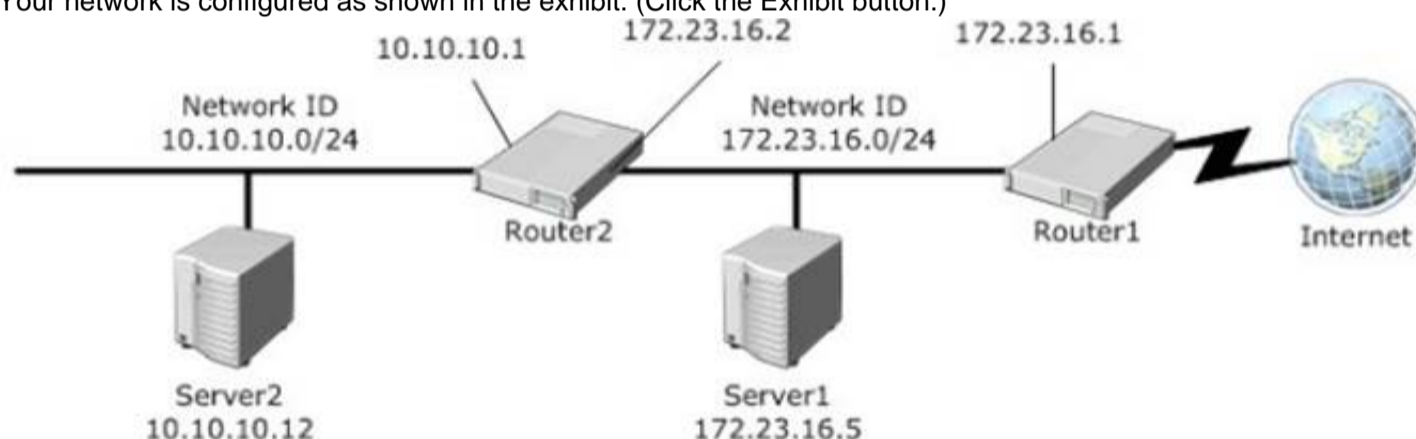 Your network is configured as shown in the exhibit. (Click the Exhibit button.)
10.10.10.1
172.23.16.2
172.23.16.1
Network ID
10.10.10.0/24
Network ID
172.23.16.0/24
Router2
Router1
Internet
Server2
10.10.10.12
Server1
172.23.16.5